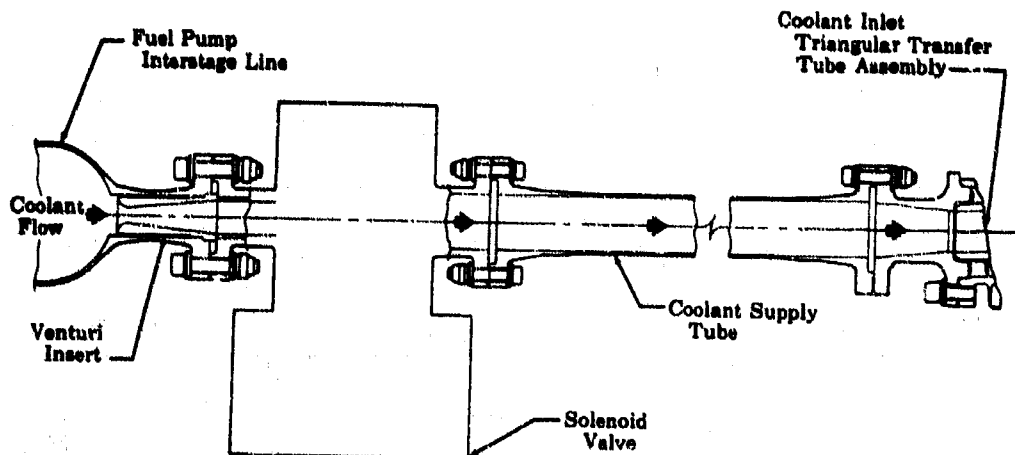 Fuel Pump
Interstage Line
Coolant Inlet
Triangular Transfer
Tube Assembly
Coolant
Flow
Venturi
Insert
Coolant Supply
Tube
Solenoid
Valve